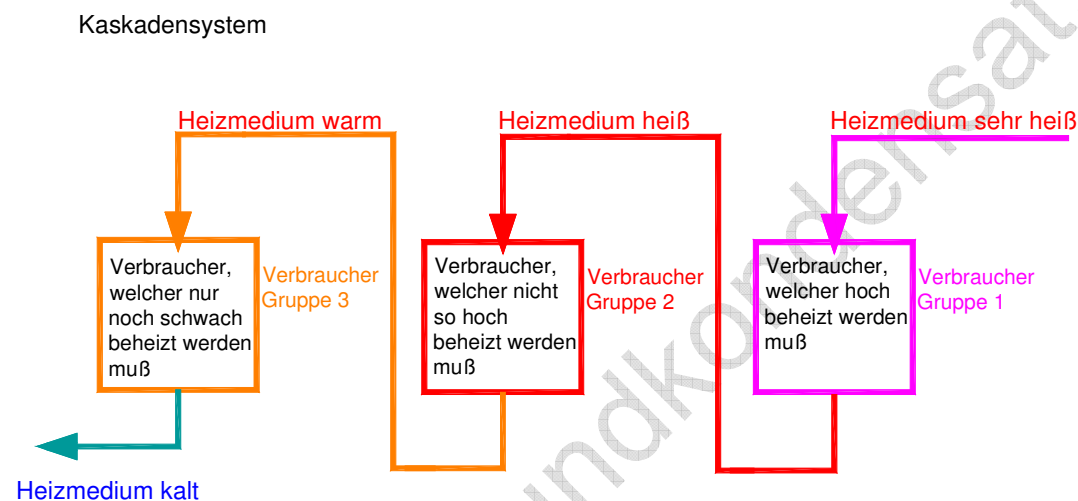 Kaskadensystem
Heizmedium warm
Heizmedium heiß
Heizmedium sehr heiß
Verbraucher,
welcher nur
noch schwach
beheizt werden
muß
Verbraucher
Gruppe 3
Verbraucher,
welcher nicht
so hoch
beheizt werden
muß
Verbraucher
Gruppe 2
Verbraucher,
welcher hoch
beheizt werden
muß
Verbraucher
Gruppe 1
Heizmedium kalt
ndkondensat